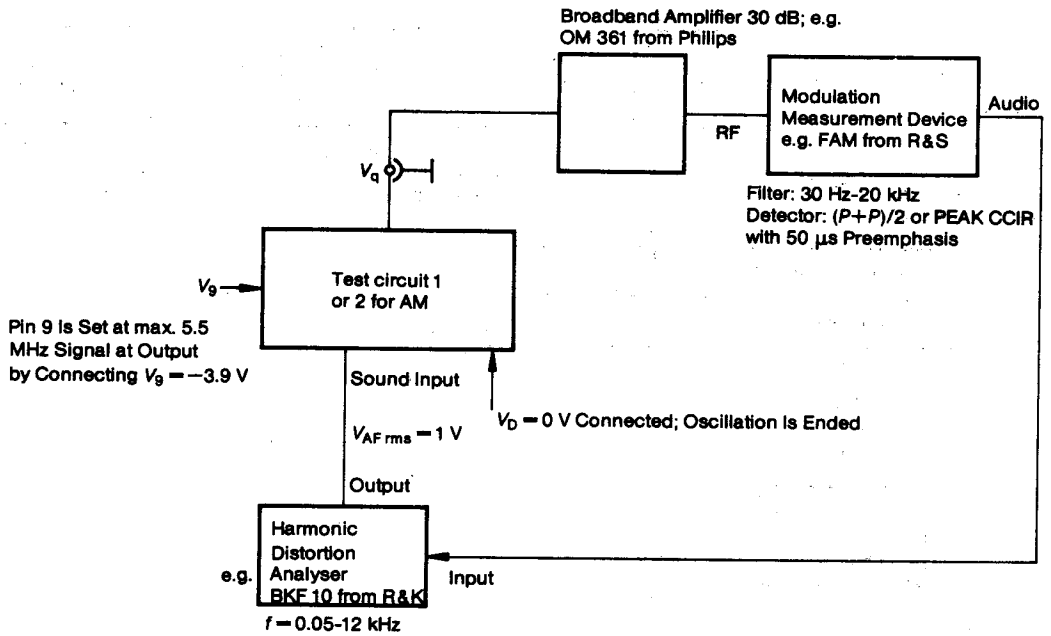 Broadband Amplifier 30 dB; e.g.
OM 361 from Philips
Modulation
Measurement Device
e.g. FAM from R&S
Audio
RF
Filter: 30 Hz-20 kHz
Detector: (P+P)/2 or PEAK CCIR
with 50 μs Preemphasis
Vq
Test circuit 1
or 2 for AM
V9
Pin 9 Is Set at max. 5.5
MHz Signal at Output
by Connecting V9 = −3.9 V
Sound Input
VD = 0 V Connected; Oscillation Is Ended
VAF rms = 1 V
Output
Harmonic
Distortion
e.g. Analyser
BKF 10 from R&K
Input
f = 0.05-12 kHz